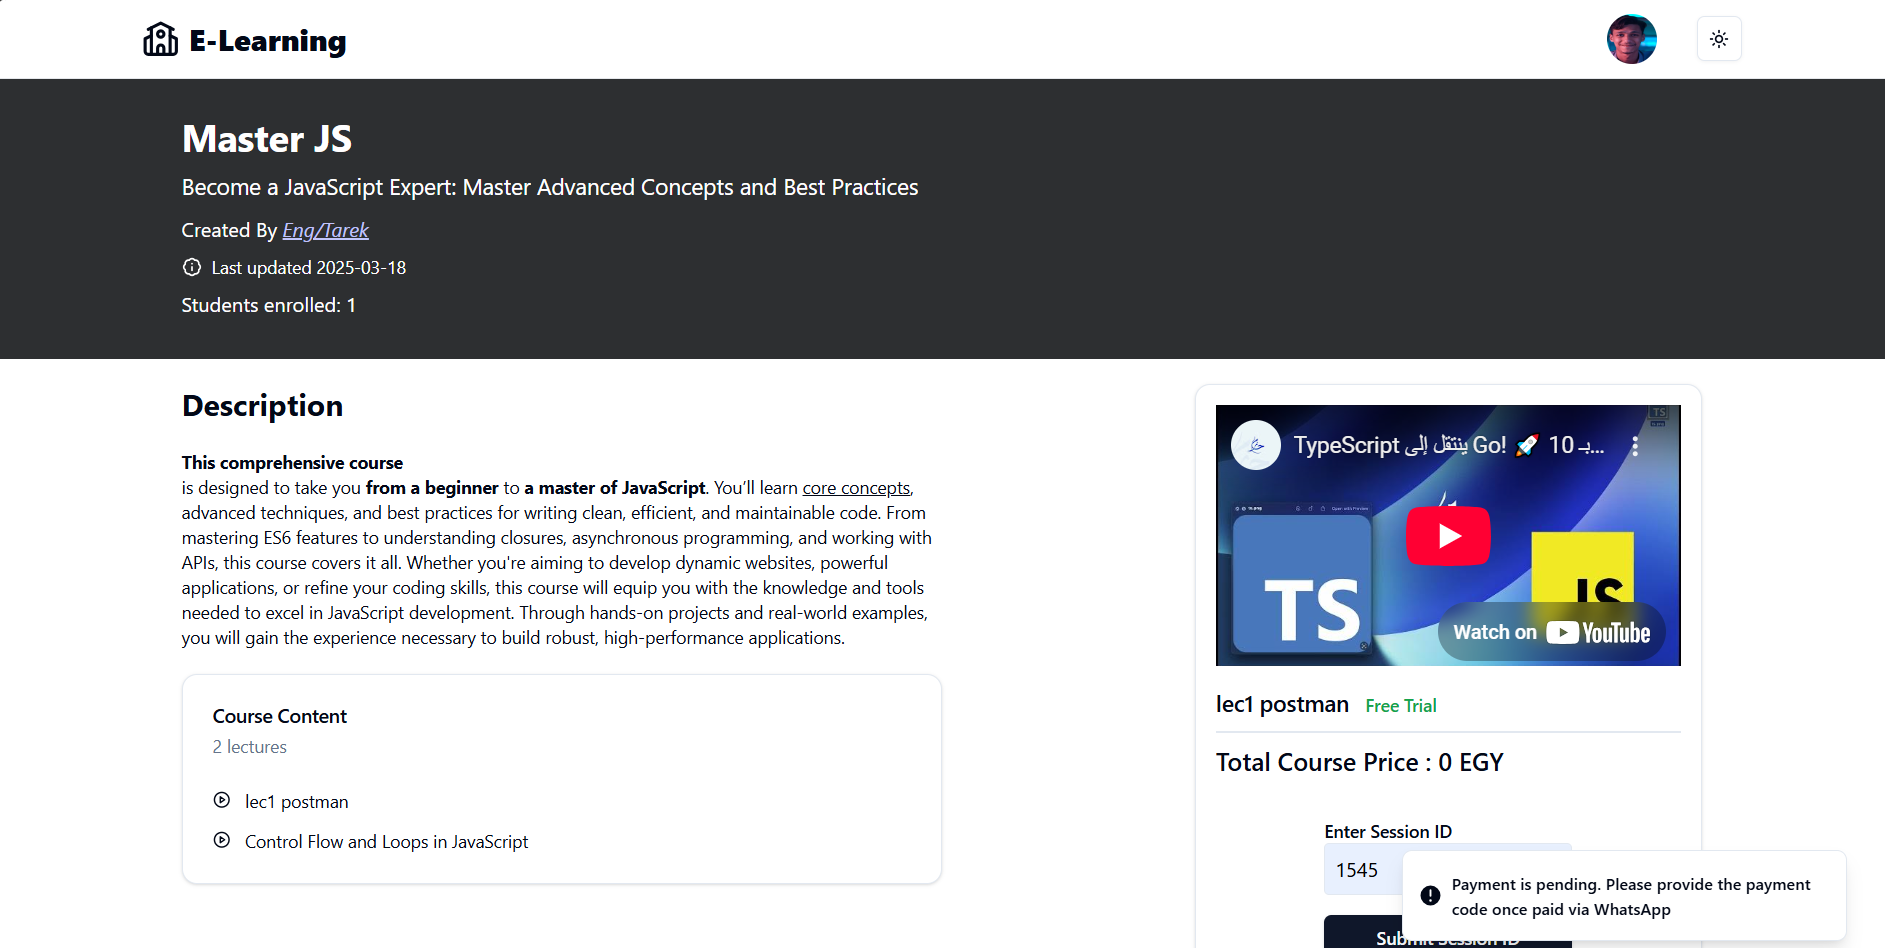 E-Learning
Master JS
Become a JavaScript Expert: Master Advanced Concepts and Best Practices
Created By Eng/Tarek
Last updated 2025-03-18
Students enrolled: 1
Description
This comprehensive course
is designed to take you from a beginner to a master of JavaScript. You’ll learn core concepts,
advanced techniques, and best practices for writing clean, efficient, and maintainable code. From
mastering ES6 features to understanding closures, asynchronous programming, and working with
APIs, this course covers it all. Whether you're aiming to develop dynamic websites, powerful
applications, or refine your coding skills, this course will equip you with the knowledge and tools
needed to excel in JavaScript development. Through hands-on projects and real-world examples,
you will gain the experience necessary to build robust, high-performance applications.
Course Content
2 lectures
lec1 postman
Control Flow and Loops in JavaScript
TS
TypeScript ينتقل إلى Go! 🚀 10 بـ...
Open with Preview
TS
JS
Watch on YouTube
lec1 postman Free Trial
Total Course Price : 0 EGY
Enter Session ID
1545
Submit Session ID
Payment is pending. Please provide the payment
code once paid via WhatsApp